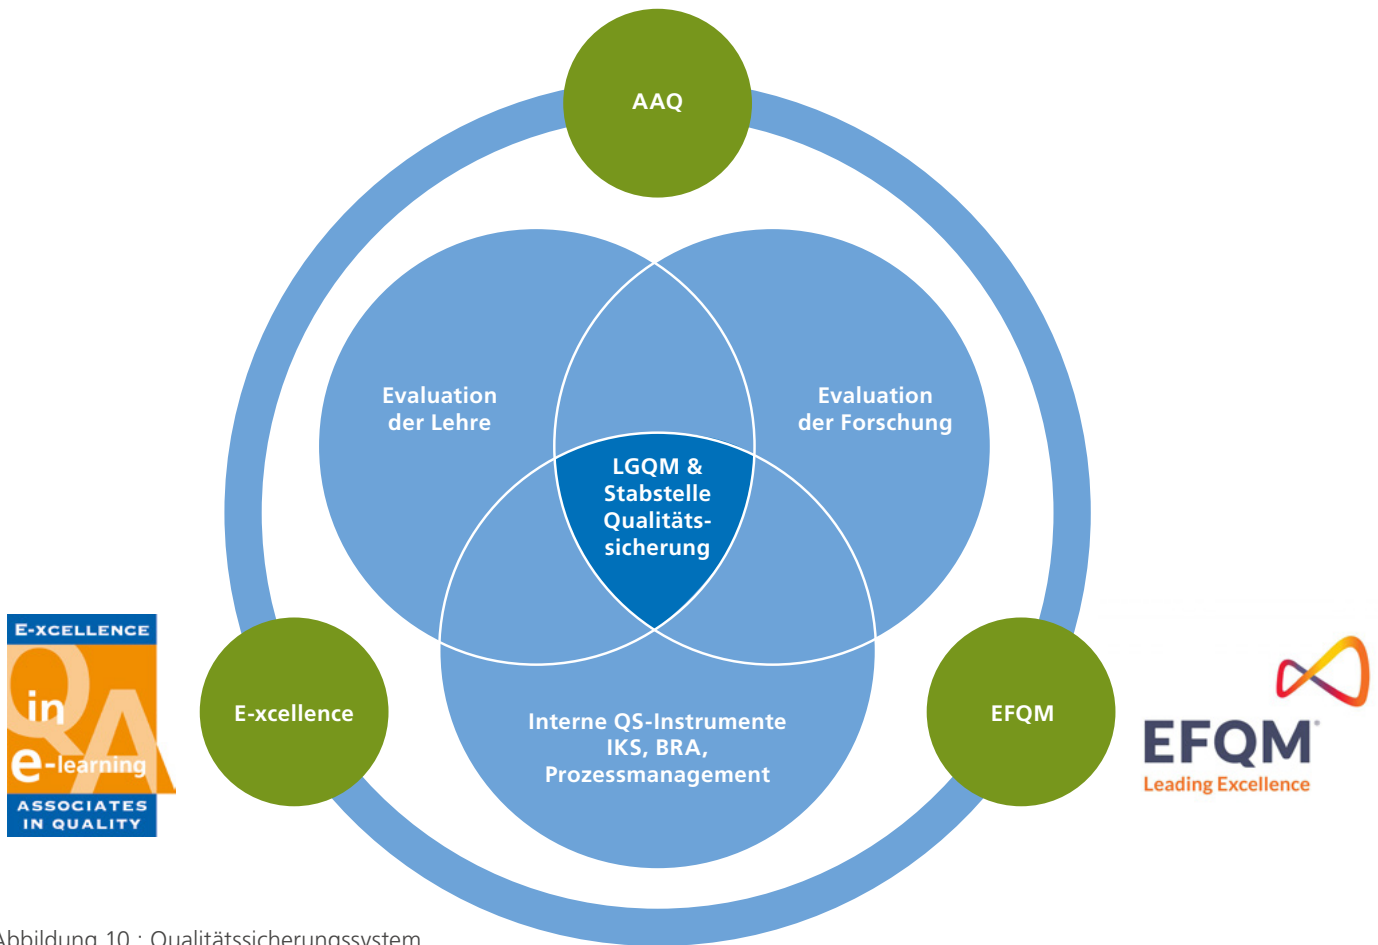 AAQ
Evaluation
der Lehre
Evaluation
der Forschung
LGQM &
Stabstelle
Qualitäts-
sicherung
E-XCELLENCE
QA
in
e-learning
ASSOCIATES
IN QUALITY
E-xcellence
Interne QS-Instrumente
IKS, BRA,
Prozessmanagement
EFQM
EFQM
Leading Excellence
Abbildung 10 : Qualitätssicherungssystem